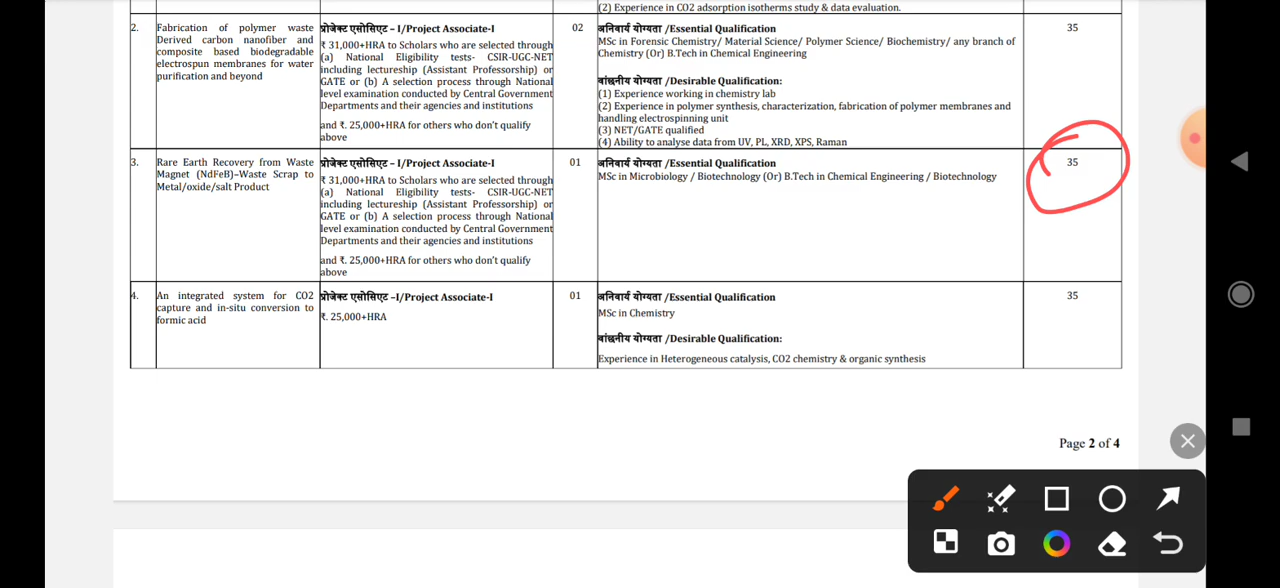 (2) Experience in CO2 adsorption isotherms study & data evaluation.
2.
Fabrication of polymer waste
Derived carbon nanofiber and
composite based biodegradable
electrospun membranes for water
purification and beyond
प्रोजेक्ट एसोसिएट – I/Project Associate-I
₹ 31,000+HRA to Scholars who are selected through
(a) National Eligibility tests- CSIR-UGC-NET
including lectureship (Assistant Professorship) or
GATE or (b) A selection process through National
level examination conducted by Central Government
Departments and their agencies and institutions
and ₹. 25,000+HRA for others who don't qualify
above
02
अनिवार्य योग्यता /Essential Qualification
MSc in Forensic Chemistry/ Material Science/ Polymer Science/ Biochemistry/ any branch of
Chemistry (Or) B.Tech in Chemical Engineering
वांछनीय योग्यता /Desirable Qualification:
(1) Experience working in chemistry lab
(2) Experience in polymer synthesis, characterization, fabrication of polymer membranes and
handling electrospinning unit
(3) NET/GATE qualified
(4) Ability to analyse data from UV, PL, XRD, XPS, Raman
35
3.
Rare Earth Recovery from Waste
Magnet (NdFeB)–Waste Scrap to
Metal/oxide/salt Product
प्रोजेक्ट एसोसिएट – I/Project Associate-I
₹ 31,000+HRA to Scholars who are selected through
(a) National Eligibility tests- CSIR-UGC-NET
including lectureship (Assistant Professorship) or
GATE or (b) A selection process through National
level examination conducted by Central Government
Departments and their agencies and institutions
and ₹. 25,000+HRA for others who don't qualify
above
01
अनिवार्य योग्यता /Essential Qualification
MSc in Microbiology / Biotechnology (Or) B.Tech in Chemical Engineering / Biotechnology
35
4.
An integrated system for CO2
capture and in-situ conversion to
formic acid
प्रोजेक्ट एसोसिएट –I/Project Associate-I
₹. 25,000+HRA
01
अनिवार्य योग्यता /Essential Qualification
MSc in Chemistry
वांछनीय योग्यता /Desirable Qualification:
Experience in Heterogeneous catalysis, CO2 chemistry & organic synthesis
35
Page 2 of 4